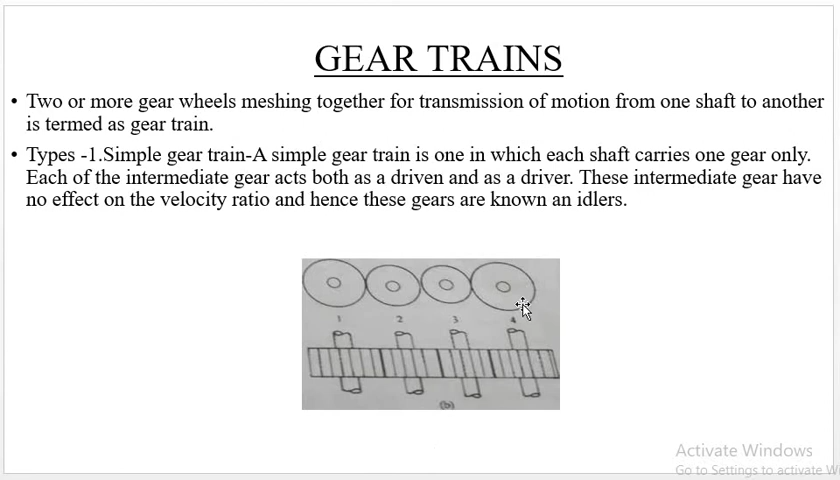 GEAR TRAINS
• Two or more gear wheels meshing together for transmission of motion from one shaft to another
is termed as gear train.
• Types -1.Simple gear train-A simple gear train is one in which each shaft carries one gear only.
Each of the intermediate gear acts both as a driven and as a driver. These intermediate gear have
no effect on the velocity ratio and hence these gears are known an idlers.
1 2 3 4
(b)
Activate Windows
Go to Settings to activate W